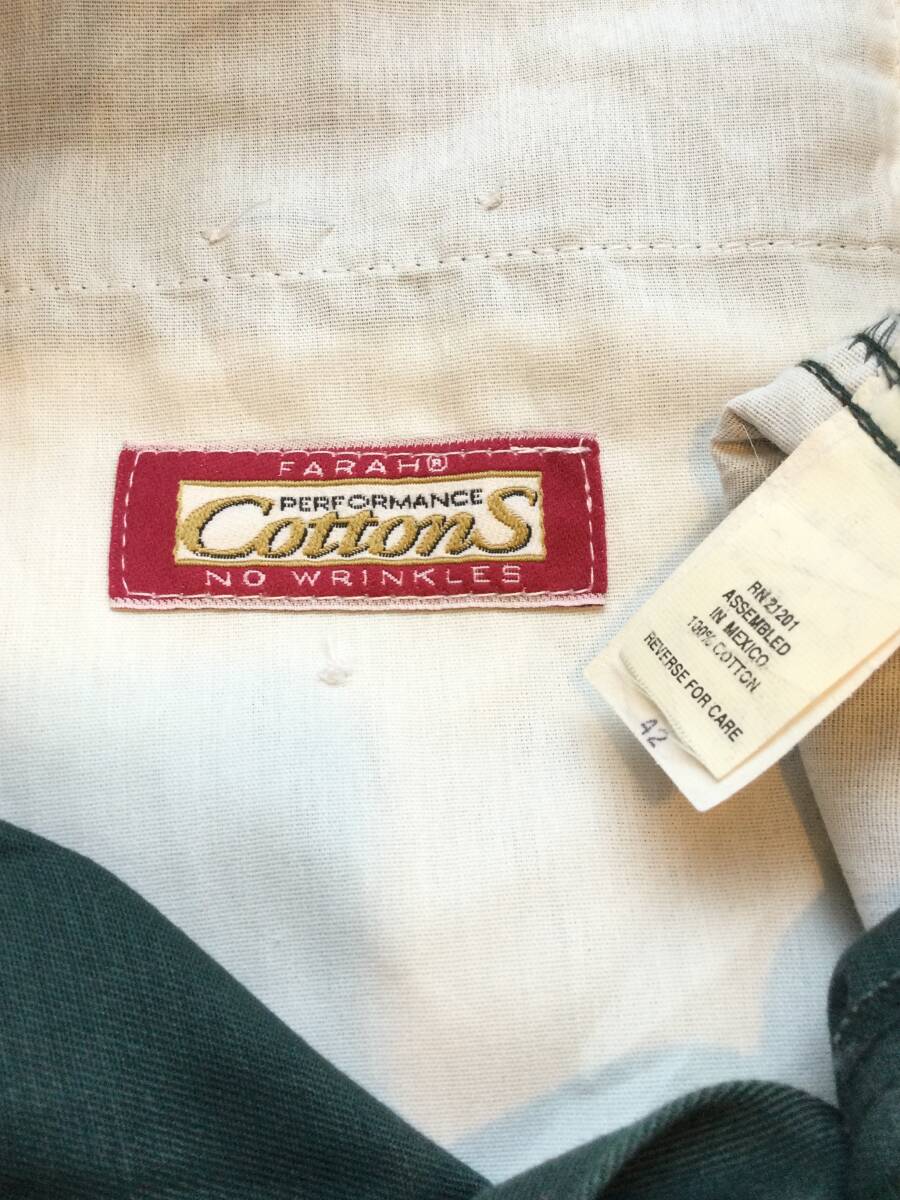 FARAH®
PERFORMANCE
CottonS
NO WRINKLES
RN 21201
ASSEMBLED
IN MEXICO
100% COTTON
REVERSE FOR CARE
42